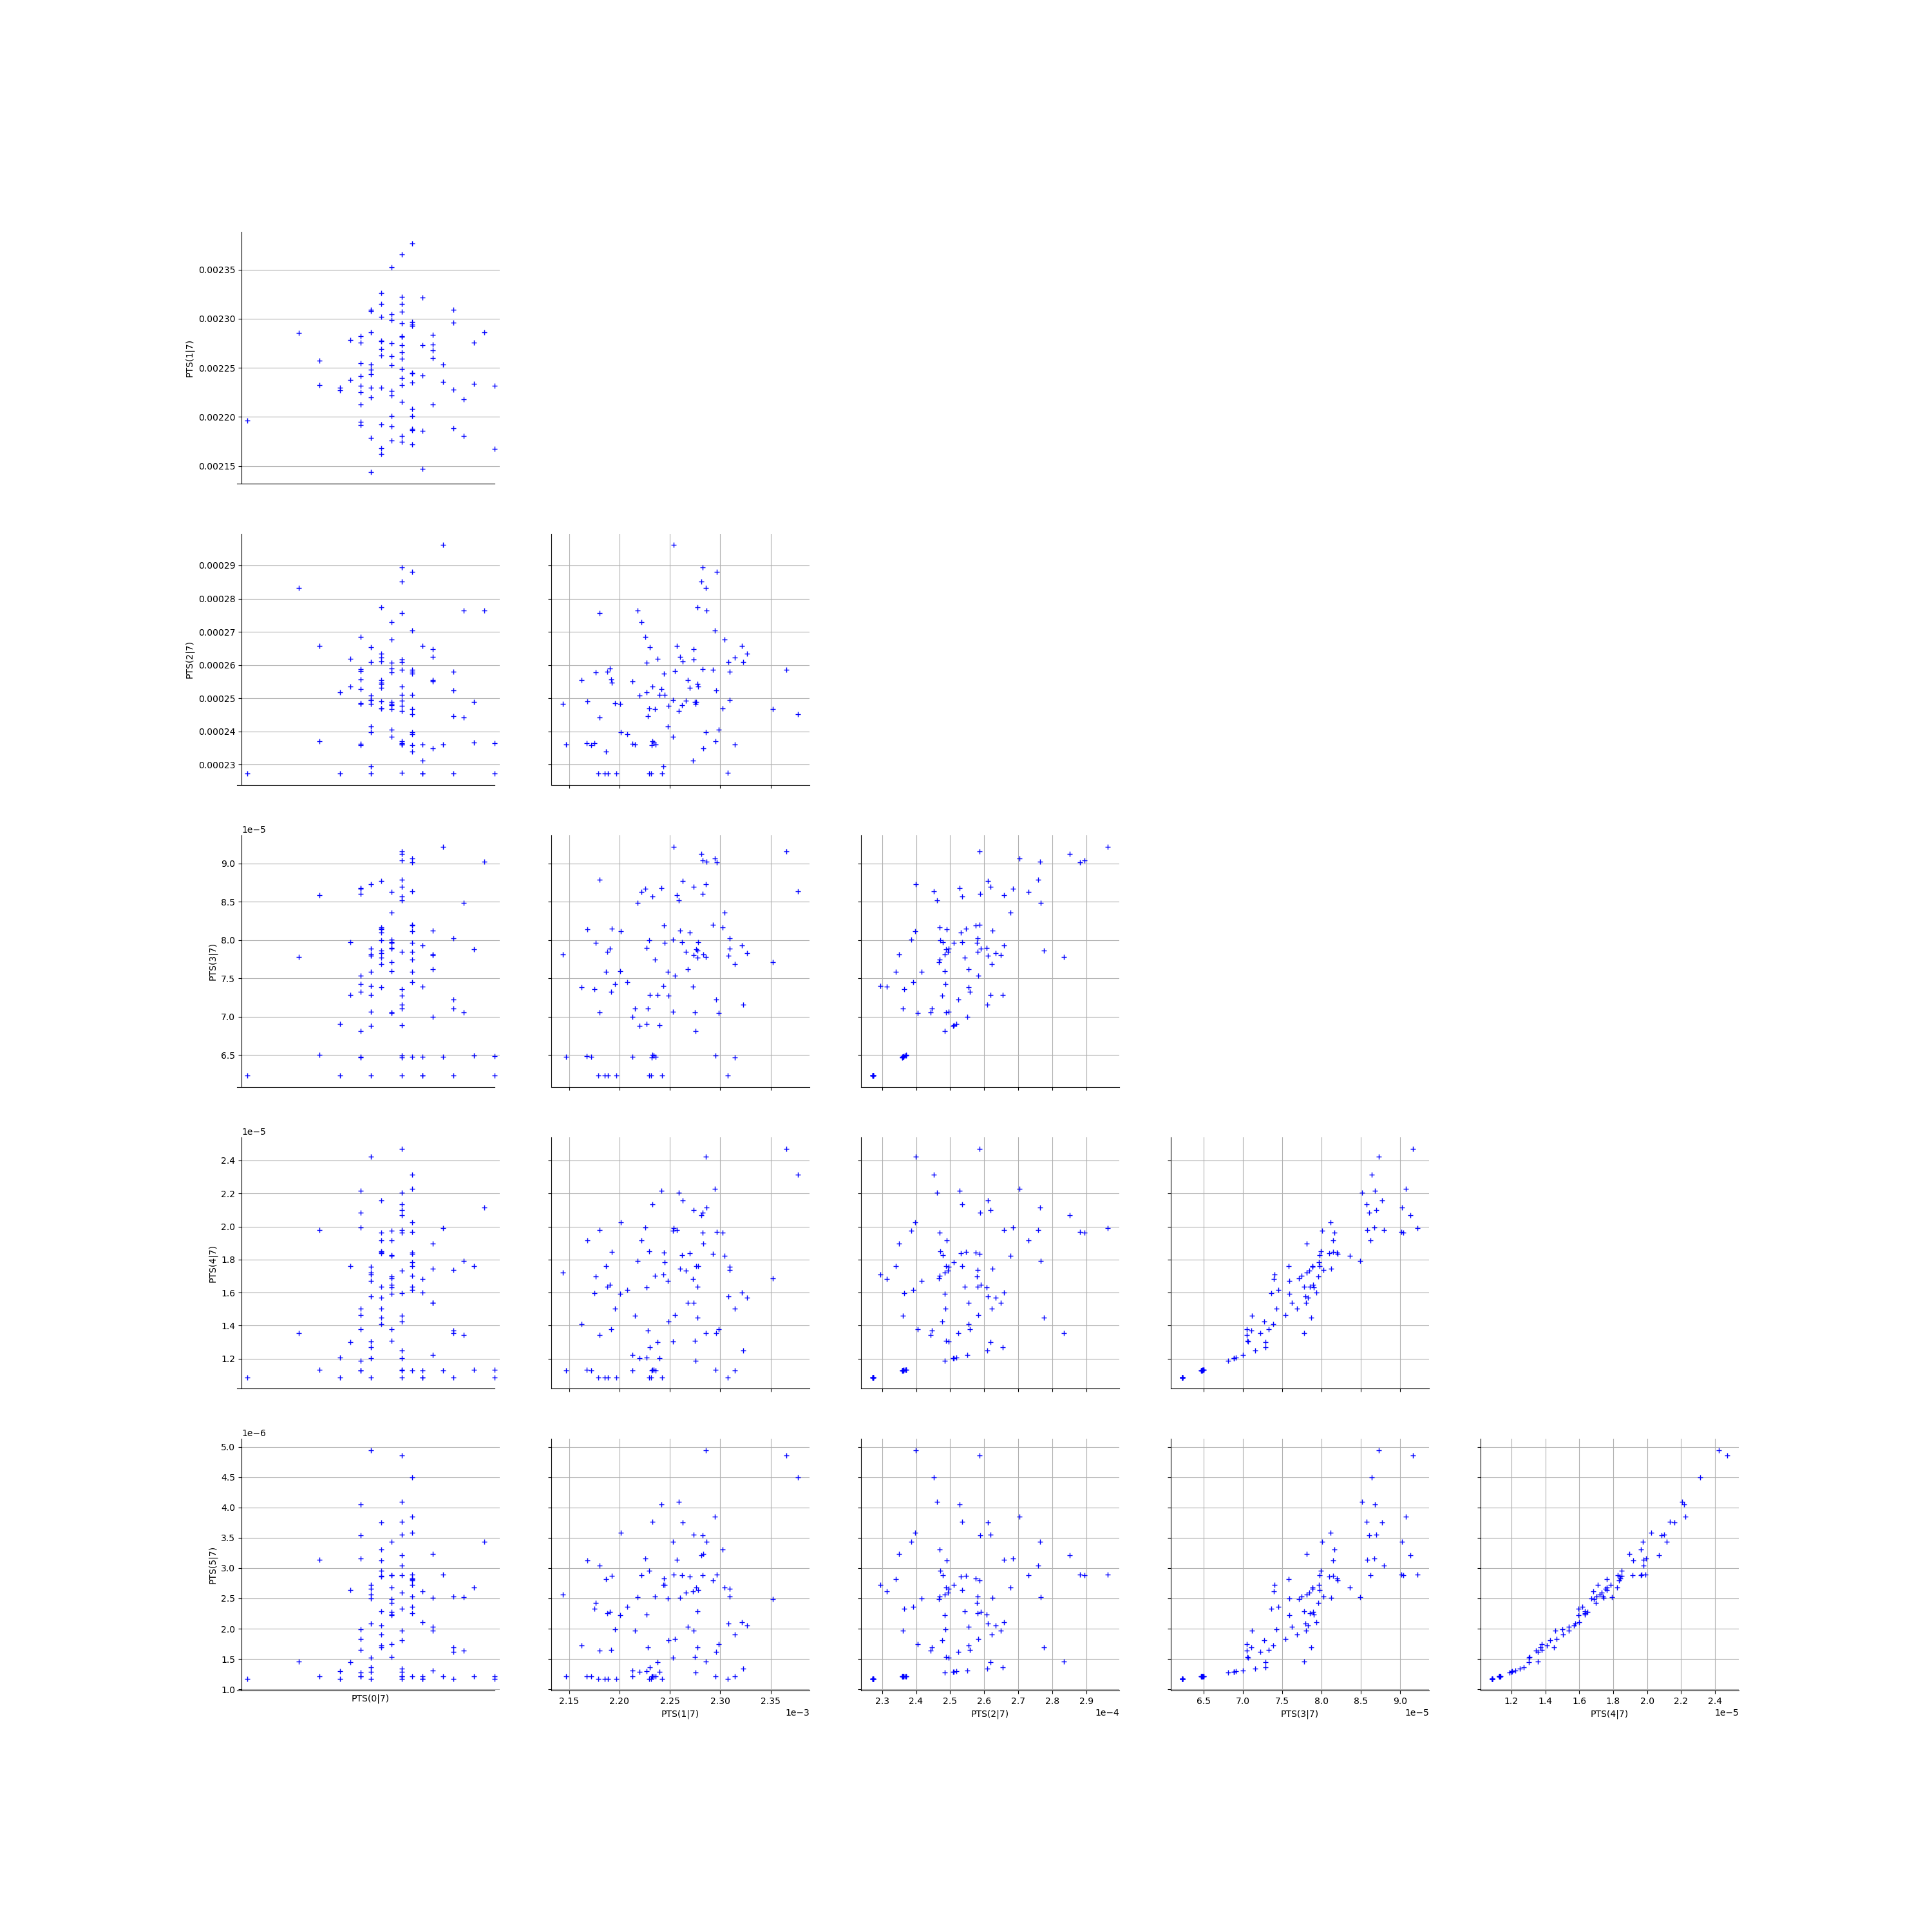 0.00235
0.00230
0.00225
0.00220
0.00215
PTS(1|7)
0.00029
0.00028
0.00027
0.00026
0.00025
0.00024
0.00023
PTS(2|7)
1e−5
9.0
8.5
8.0
7.5
7.0
6.5
PTS(3|7)
1e−5
2.4
2.2
2.0
1.8
1.6
1.4
1.2
PTS(4|7)
1e−6
5.0
4.5
4.0
3.5
3.0
2.5
2.0
1.5
1.0
PTS(5|7)
PTS(0|7)
2.15 2.20 2.25 2.30 2.35
PTS(1|7)
1e−3
2.3 2.4 2.5 2.6 2.7 2.8 2.9
PTS(2|7)
1e−4
6.5 7.0 7.5 8.0 8.5 9.0
PTS(3|7)
1e−5
1.2 1.4 1.6 1.8 2.0 2.2 2.4
PTS(4|7)
1e−5